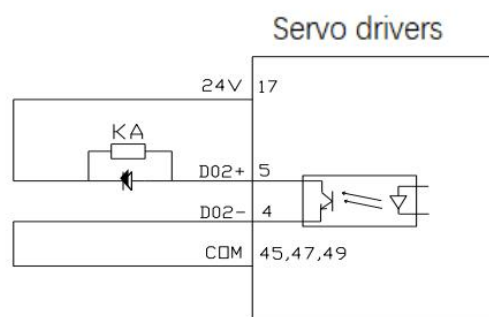 Servo drivers
24V 17
KA
DO2+ 5
DO2- 4
COM 45,47,49